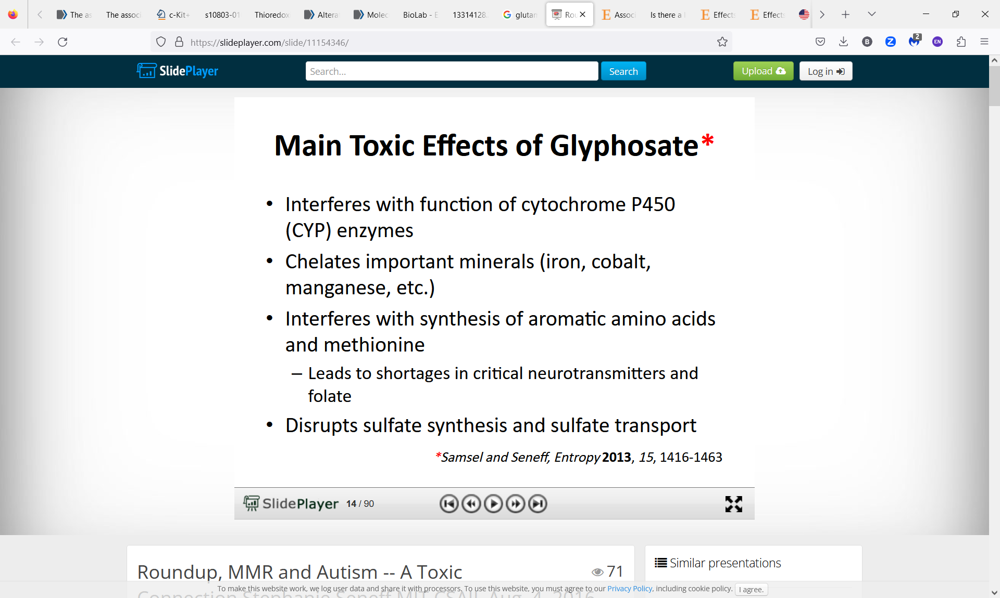 The as
The associ
c-Kit+
s10803-01
Thioredox
Altera
Molec
BioLab - E
13314128.
glutan
Rou
Associ
Is there a l
Effects
Effects
https://slideplayer.com/slide/11154346/
B
Z
2
EN
SlidePlayer
Search...
Search
Upload
Log in
Main Toxic Effects of Glyphosate*
• Interferes with function of cytochrome P450
(CYP) enzymes
• Chelates important minerals (iron, cobalt,
manganese, etc.)
• Interferes with synthesis of aromatic amino acids
and methionine
– Leads to shortages in critical neurotransmitters and
folate
• Disrupts sulfate synthesis and sulfate transport
*Samsel and Seneff, Entropy 2013, 15, 1416-1463
SlidePlayer 14 / 90
Roundup, MMR and Autism -- A Toxic
71
Similar presentations
Connection Stephanie Seneff MIT CSAIL Aug. 4, 2016
To make this website work, we log user data and share it with processors. To use this website, you must agree to our Privacy Policy, including cookie policy.
I agree.